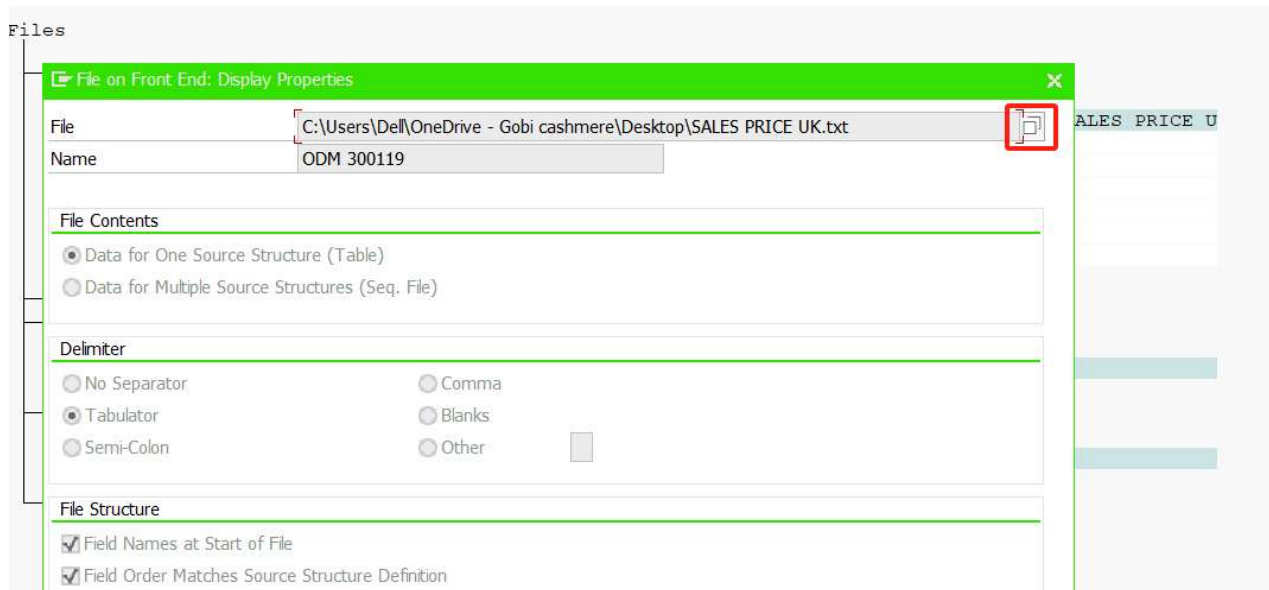 Files
File on Front End: Display Properties
File C:\Users\Dell\OneDrive - Gobi cashmere\Desktop\SALES PRICE UK.txt
ALES PRICE U
Name ODM 300119
File Contents
Data for One Source Structure (Table)
Data for Multiple Source Structures (Seq. File)
Delimiter
No Separator Comma
Tabulator Blanks
Semi-Colon Other
File Structure
Field Names at Start of File
Field Order Matches Source Structure Definition